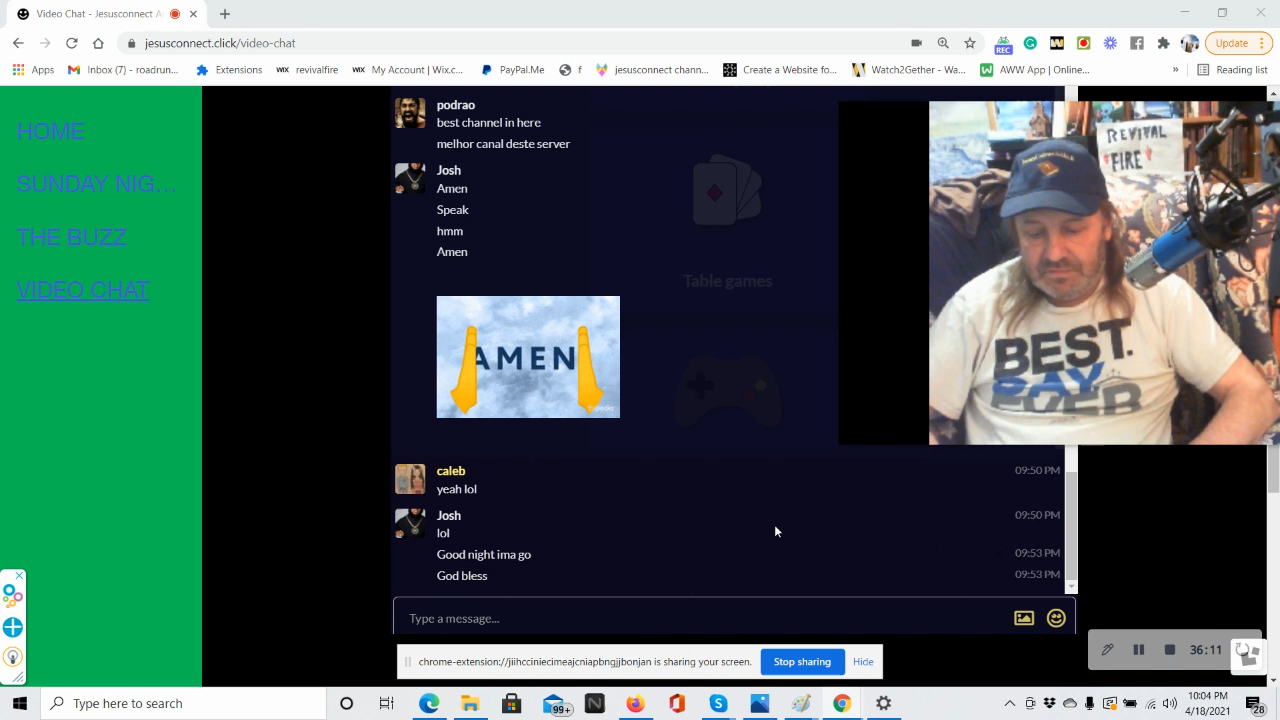 Video Chat - Jesusconnect A
jesusconnect.click/video-chat
REC
Update
Apps
Inbox (7) - roadrun...
Extensions
WIX revivalfire
WIX My Account | Wix.c...
PayPal.Me
f
jesusconnect chann...
Create a Website fo...
Watch2Gether - Wa...
AWW App | Online...
»
Reading list
HOME
SUNDAY NIG...
THE BUZZ
VIDEO CHAT
podrao
best channel in here
melhor canal deste server
Josh
Amen
Speak
hmm
Amen
AMEN
Table games
REVIVAL
FIRE
BEST.
DAY
EVER
caleb 09:50 PM
yeah lol
Josh 09:50 PM
lol
Good night ima go 09:53 PM
God bless 09:53 PM
Type a message...
chrome-extension://jiihcciniecimeajcniapbngjjbonjan is sharing your screen.
Stop sharing
Hide
36:11
Type here to search
99+
10:04 PM
4/18/2021
28